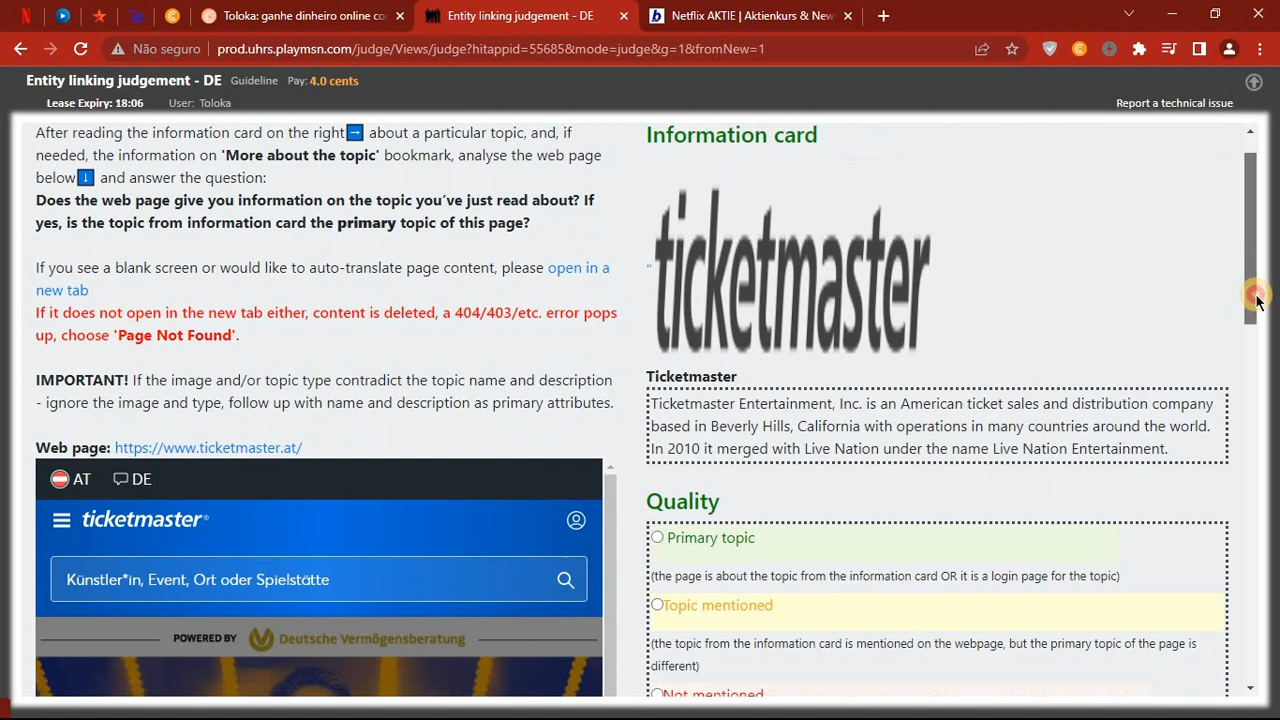 Toloka: ganhe dinheiro online co
Entity linking judgement - DE
Netflix AKTIE | Aktienkurs & New
Não seguro
prod.uhrs.playmsn.com/judge/Views/judge?hitappid=55685&mode=judge&g=1&fromNew=1
Entity linking judgement - DE Guideline Pay: 4.0 cents
Lease Expiry: 18:06 User: Toloka
Report a technical issue
After reading the information card on the right about a particular topic, and, if
needed, the information on 'More about the topic' bookmark, analyse the web page
below and answer the question:
Does the web page give you information on the topic you've just read about? If
yes, is the topic from information card the primary topic of this page?
If you see a blank screen or would like to auto-translate page content, please open in a
new tab
If it does not open in the new tab either, content is deleted, a 404/403/etc. error pops
up, choose 'Page Not Found'.
IMPORTANT! If the image and/or topic type contradict the topic name and description
- ignore the image and type, follow up with name and description as primary attributes.
Web page: https://www.ticketmaster.at/
AT DE
ticketmaster®
Künstler*in, Event, Ort oder Spielstätte
POWERED BY Deutsche Vermögensberatung
Information card
"
ticketmaster
Ticketmaster
Ticketmaster Entertainment, Inc. is an American ticket sales and distribution company
based in Beverly Hills, California with operations in many countries around the world.
In 2010 it merged with Live Nation under the name Live Nation Entertainment.
Quality
Primary topic
(the page is about the topic from the information card OR it is a login page for the topic)
Topic mentioned
(the topic from the information card is mentioned on the webpage, but the primary topic of the page is
different)
Not mentioned